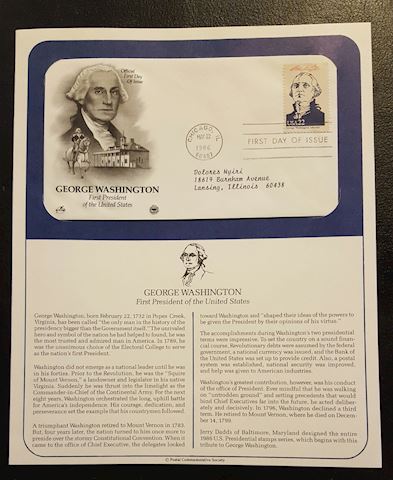 Official
First Day
Of Issue
CHICAGO, IL
MAY 22
1986
60607
USA 22
FIRST DAY OF ISSUE
Dolores Nyiri
18619 Burnham Avenue
Lansing, Illinois 60438
GEORGE WASHINGTON
First President
of the United States
GEORGE WASHINGTON
First President of the United States
George Washington, born February 22, 1732 in Popes Creek,
Virginia, has been called "the only man in the history of the
presidency bigger than the Government itself." The unrivaled
hero and symbol of the nation he had helped to found, he was
the most trusted and admired man in America. In 1789, he
was the unanimous choice of the Electoral College to serve
as the nation's first President.
Washington did not emerge as a national leader until he was
in his forties. Prior to the Revolution, he was the "Squire
of Mount Vernon," a landowner and legislator in his native
Virginia. Suddenly he was thrust into the limelight as the
Commander-in-Chief of the Continental Army. For the next
eight years, Washington orchestrated the long, uphill battle
for America's independence. His courage, dedication, and
perseverance set the example that his countrymen followed.
A triumphant Washington retired to Mount Vernon in 1783.
But, four years later, the nation turned to him once more to
preside over the stormy Constitutional Convention. When it
came to the office of Chief Executive, the delegates looked
toward Washington and "shaped their ideas of the powers to
be given the President by their opinions of his virtue."
The accomplishments during Washington's two presidential
terms were impressive. To set the country on a sound finan-
cial course, Revolutionary debts were assumed by the federal
government, a national currency was issued, and the Bank of
the United States was set up to provide credit. Also, a postal
system was established, national security was improved,
and help was given to American industries.
Washington's greatest contribution, however, was his conduct
of the office of President. Ever mindful that he was walking
on "untrodden ground" and setting precedents that would
bind Chief Executives far into the future, he acted deliber-
ately and decisively. In 1796, Washington declined a third
term. He retired to Mount Vernon, where he died on Decem-
ber 14, 1799.
Jerry Dadds of Baltimore, Maryland designed the entire
1986 U.S. Presidential stamps series, which begins with this
tribute to George Washington.
© Postal Commemorative Society